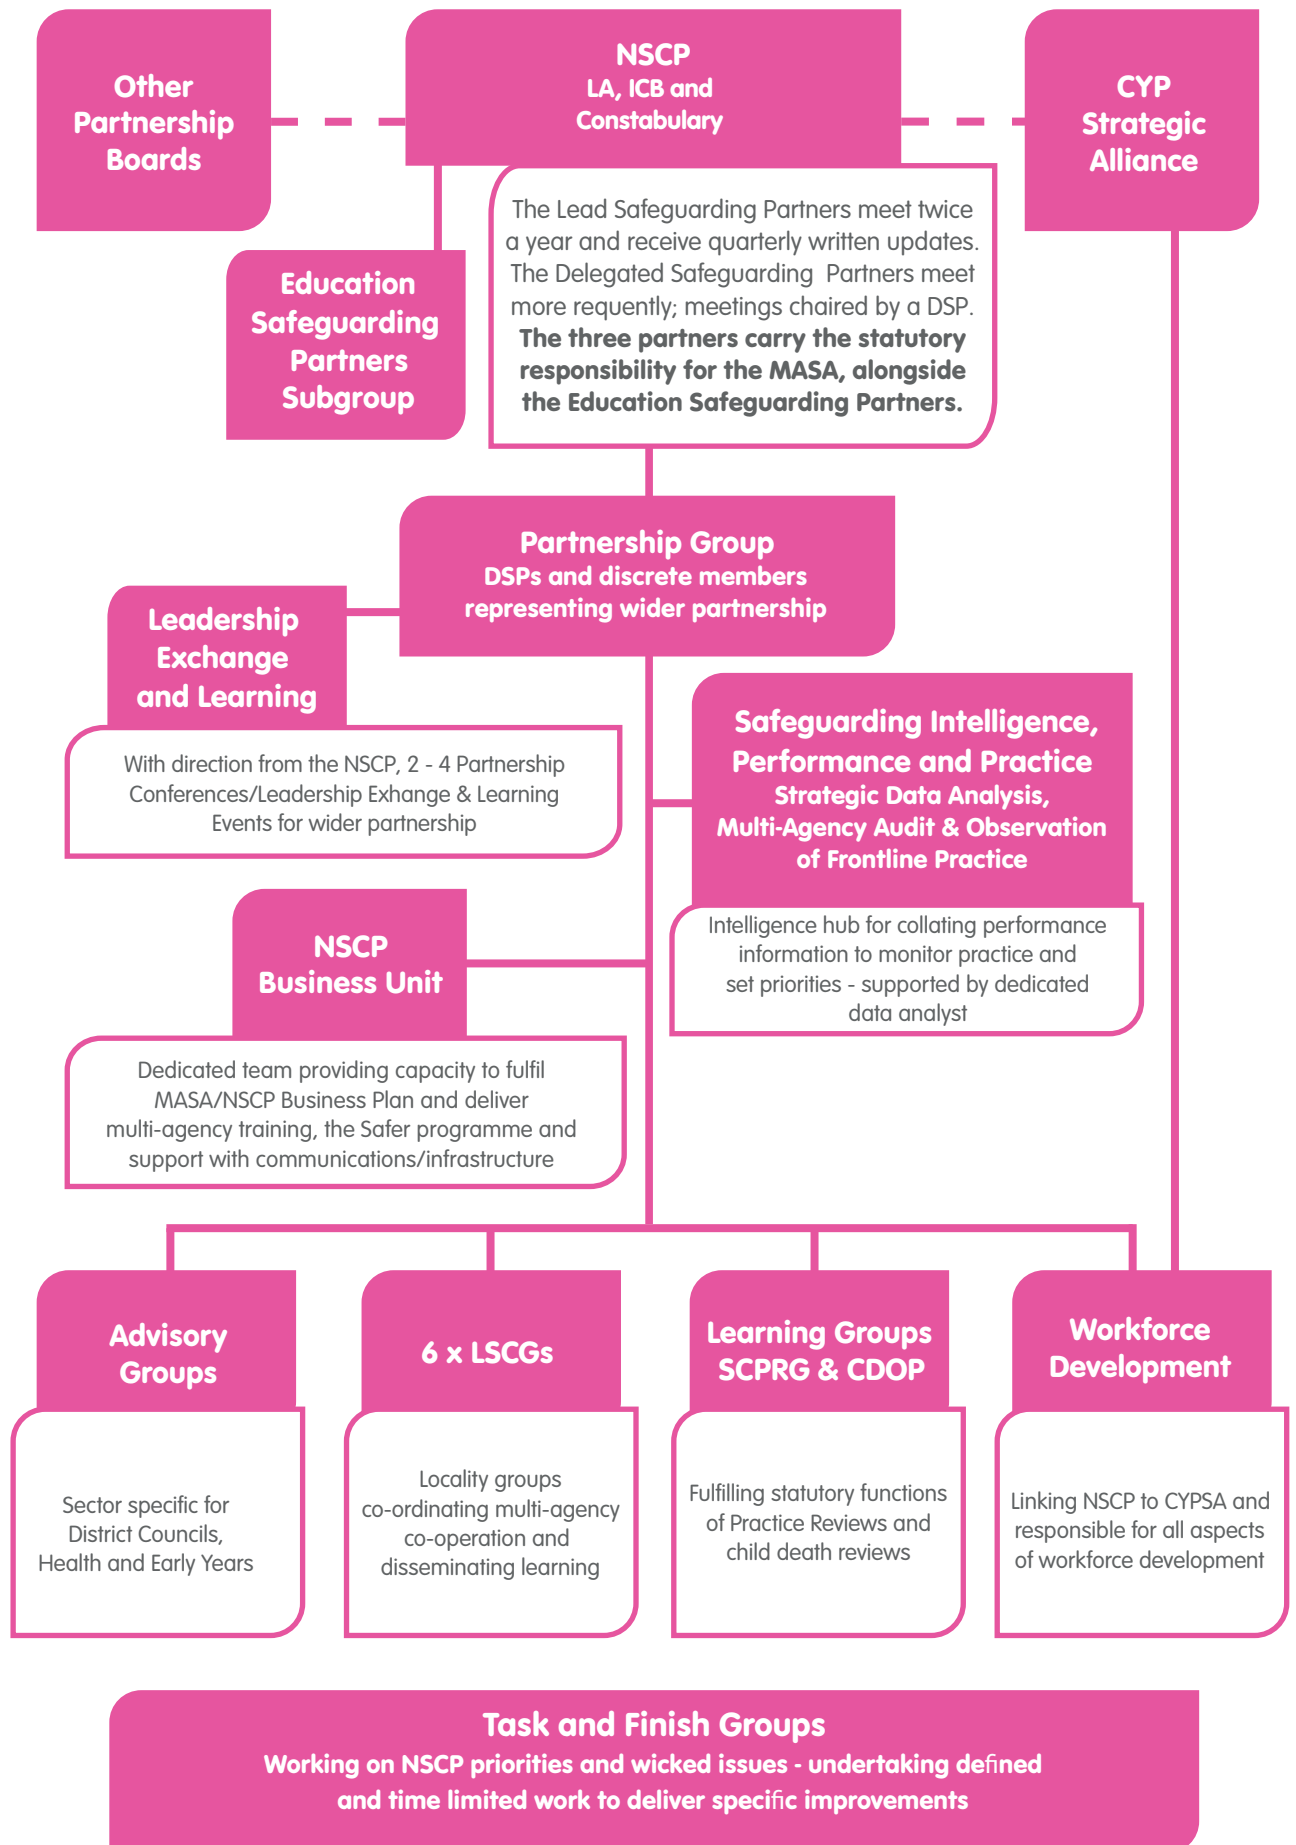 Other
Partnership
Boards
NSCP
LA, ICB and
Constabulary
CYP
Strategic
Alliance
The Lead Safeguarding Partners meet twice
a year and receive quarterly written updates.
The Delegated Safeguarding Partners meet
more requently; meetings chaired by a DSP.
The three partners carry the statutory
responsibility for the MASA, alongside
the Education Safeguarding Partners.
Education
Safeguarding
Partners
Subgroup
Partnership Group
DSPs and discrete members
representing wider partnership
Leadership
Exchange
and Learning
With direction from the NSCP, 2 - 4 Partnership
Conferences/Leadership Exhange & Learning
Events for wider partnership
Safeguarding Intelligence,
Performance and Practice
Strategic Data Analysis,
Multi-Agency Audit & Observation
of Frontline Practice
Intelligence hub for collating performance
information to monitor practice and
set priorities - supported by dedicated
data analyst
NSCP
Business Unit
Dedicated team providing capacity to fulfil
MASA/NSCP Business Plan and deliver
multi-agency training, the Safer programme and
support with communications/infrastructure
Advisory
Groups
Sector specific for
District Councils,
Health and Early Years
6 x LSCGs
Locality groups
co-ordinating multi-agency
co-operation and
disseminating learning
Learning Groups
SCPRG & CDOP
Fulfilling statutory functions
of Practice Reviews and
child death reviews
Workforce
Development
Linking NSCP to CYPSA and
responsible for all aspects
of workforce development
Task and Finish Groups
Working on NSCP priorities and wicked issues - undertaking defined
and time limited work to deliver specific improvements